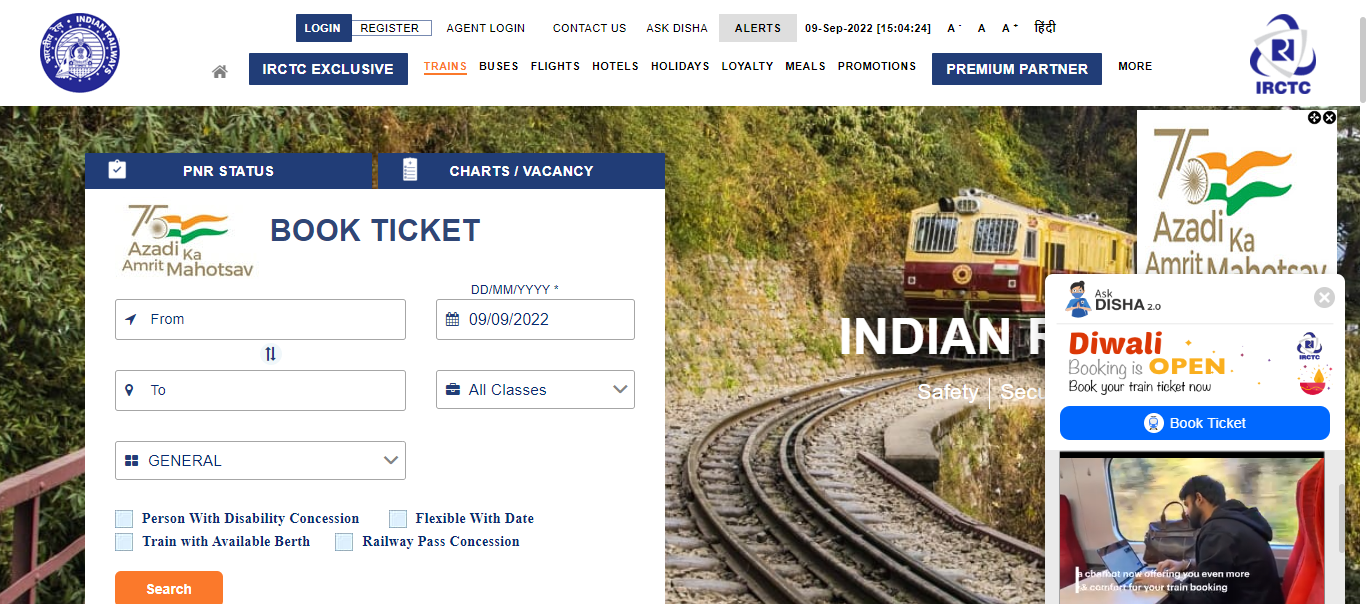 LOGIN REGISTER AGENT LOGIN CONTACT US ASK DISHA ALERTS 09-Sep-2022 [15:04:24] A- A A+ हिंदी
भारतीय रेल INDIAN RAILWAYS
IRCTC EXCLUSIVE TRAINS BUSES FLIGHTS HOTELS HOLIDAYS LOYALTY MEALS PROMOTIONS PREMIUM PARTNER MORE
IRCTC
PNR STATUS CHARTS / VACANCY
75
Azadi Ka
Amrit Mahotsav
BOOK TICKET
DD/MM/YYYY *
From 09/09/2022
To All Classes
GENERAL
Person With Disability Concession Flexible With Date
Train with Available Berth Railway Pass Concession
Search
INDIAN R
Safety | Secu
75
Azadi Ka
Amrit Mahotsav
Ask
DISHA 2.0
Diwali
Booking is OPEN
Book your train ticket now
IRCTC
Book Ticket
a chatbot now offering you even more
& comfort for your train booking